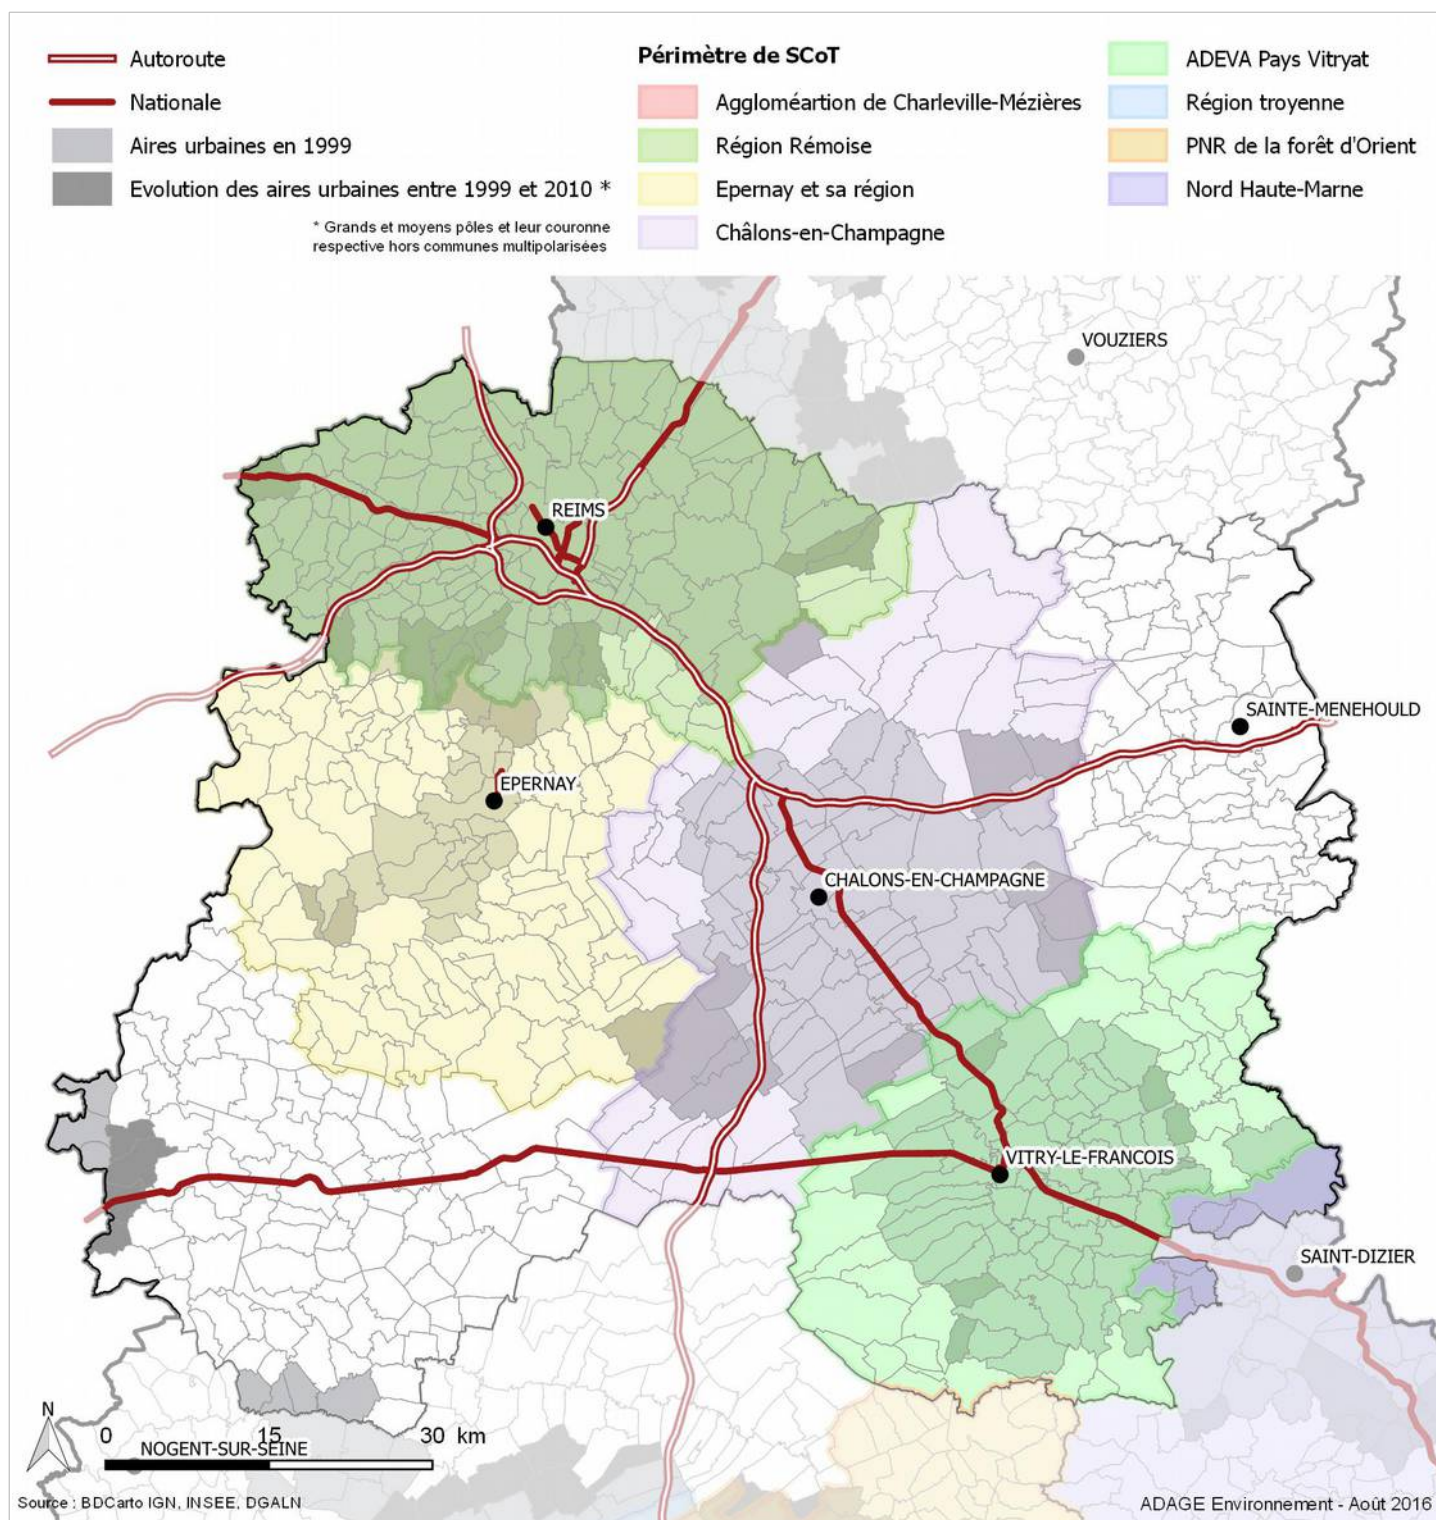 Autoroute
Nationale
Aires urbaines en 1999
Evolution des aires urbaines entre 1999 et 2010 *
* Grands et moyens pôles et leur couronne
respective hors communes multipolarisées
Périmètre de SCoT
Aggloméartion de Charleville-Mézières
Région Rémoise
Epernay et sa région
Châlons-en-Champagne
ADEVA Pays Vitryat
Région troyenne
PNR de la forêt d'Orient
Nord Haute-Marne
VOUZIERS
REIMS
SAINTE-MENEHOULD
EPERNAY
CHALONS-EN-CHAMPAGNE
VITRY-LE-FRANCOIS
SAINT-DIZIER
N
0 15 30 km
NOGENT-SUR-SEINE
Source : BDCarto IGN, INSEE, DGALN
ADAGE Environnement - Août 2016